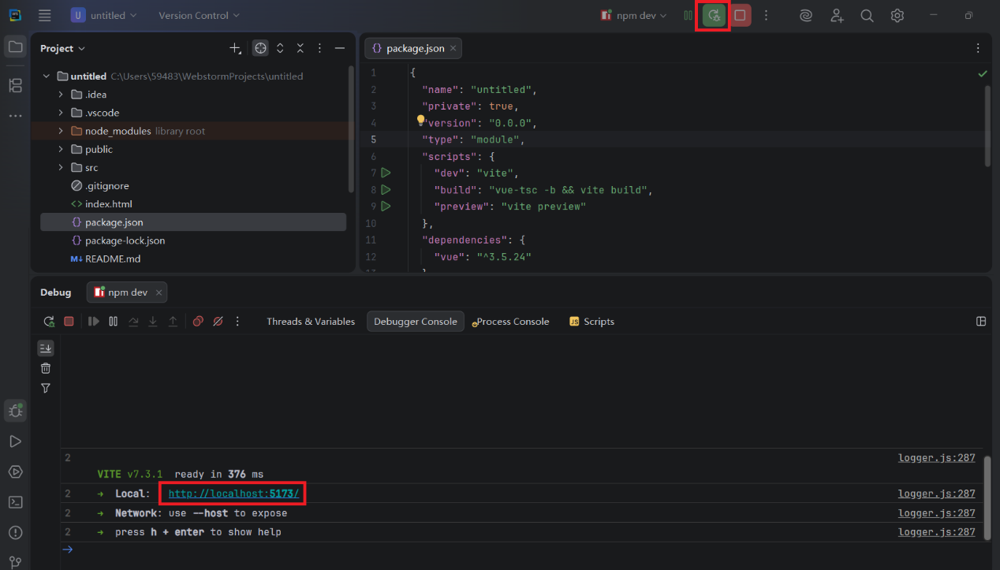 WS
U untitled Version Control npm dev
Project
package.json
untitled C:\Users\59483\WebstormProjects\untitled
.idea
.vscode
node_modules library root
public
src
.gitignore
<> index.html
{} package.json
{} package-lock.json
M↓ README.md
1 {
2 "name": "untitled",
3 "private": true,
4 "version": "0.0.0",
5 "type": "module",
6 "scripts": {
7 "dev": "vite",
8 "build": "vue-tsc -b && vite build",
9 "preview": "vite preview"
10 },
11 "dependencies": {
12 "vue": "^3.5.24"
13 }
Debug npm dev
Threads & Variables Debugger Console Process Console JS Scripts
2 logger.js:287
VITE v7.3.1 ready in 376 ms
2 → Local: http://localhost:5173/ logger.js:287
2 → Network: use --host to expose logger.js:287
2 → press h + enter to show help logger.js:287